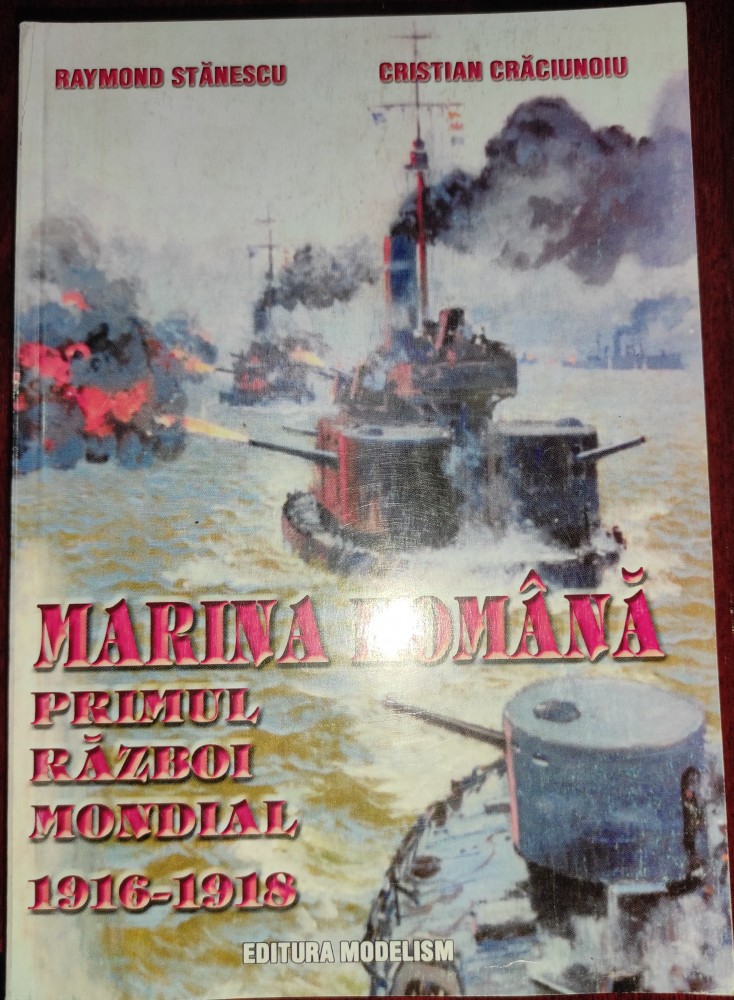 RAYMOND STĂNESCU
CRISTIAN CRĂCIUNOIU
MARINA ROMÂNĂ
PRIMUL
RĂZBOI
MONDIAL
1916-1918
EDITURA MODELISM